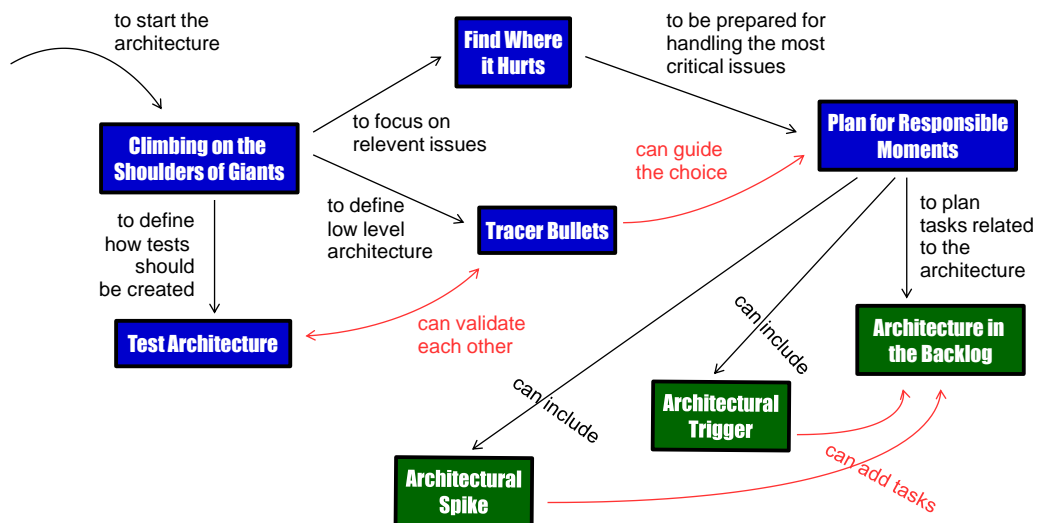 to start the
architecture
Find Where
it Hurts
to be prepared for
handling the most
critical issues
Climbing on the
Shoulders of Giants
to focus on
relevent issues
can guide
the choice
Plan for Responsible
Moments
to define
how tests
should
be created
to define
low level
architecture
Tracer Bullets
to plan
tasks related
to the
architecture
Test Architecture
can validate
each other
can include
can include
Architecture in
the Backlog
Architectural
Trigger
Architectural
Spike
can add tasks